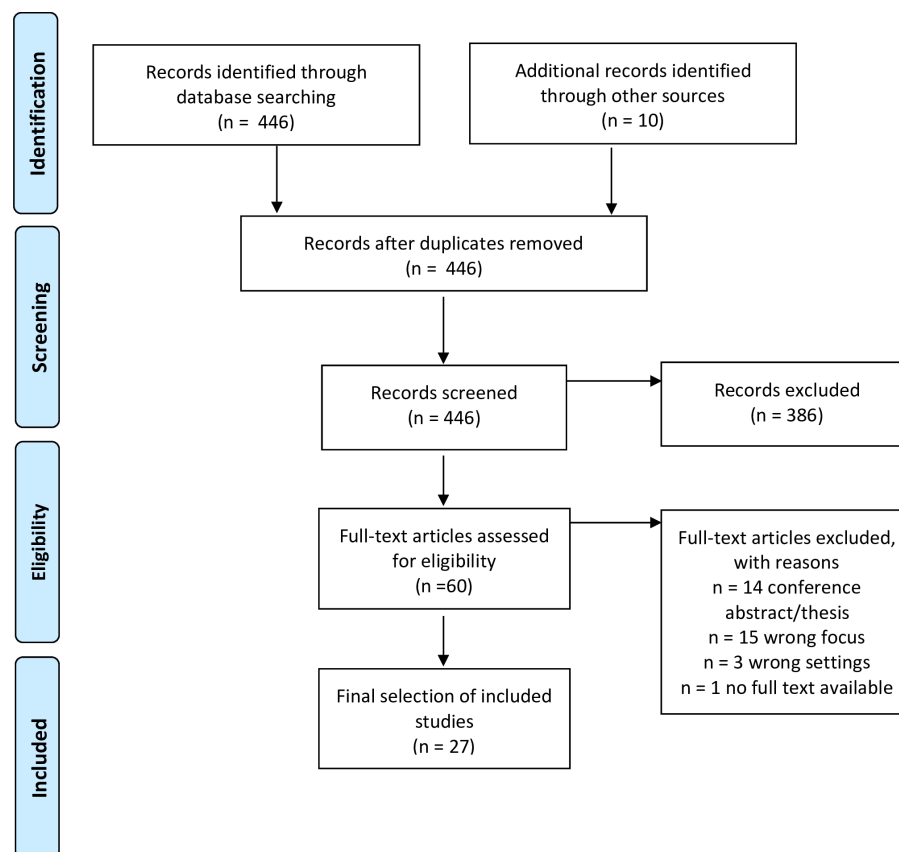 Identification
Records identified through
database searching
(n = 446)
Additional records identified
through other sources
(n = 10)
Records after duplicates removed
(n = 446)
Screening
Records screened
(n = 446)
Records excluded
(n = 386)
Eligibility
Full-text articles assessed
for eligibility
(n =60)
Full-text articles excluded,
with reasons
n = 14 conference
abstract/thesis
n = 15 wrong focus
n = 3 wrong settings
n = 1 no full text available
Included
Final selection of included
studies
(n = 27)